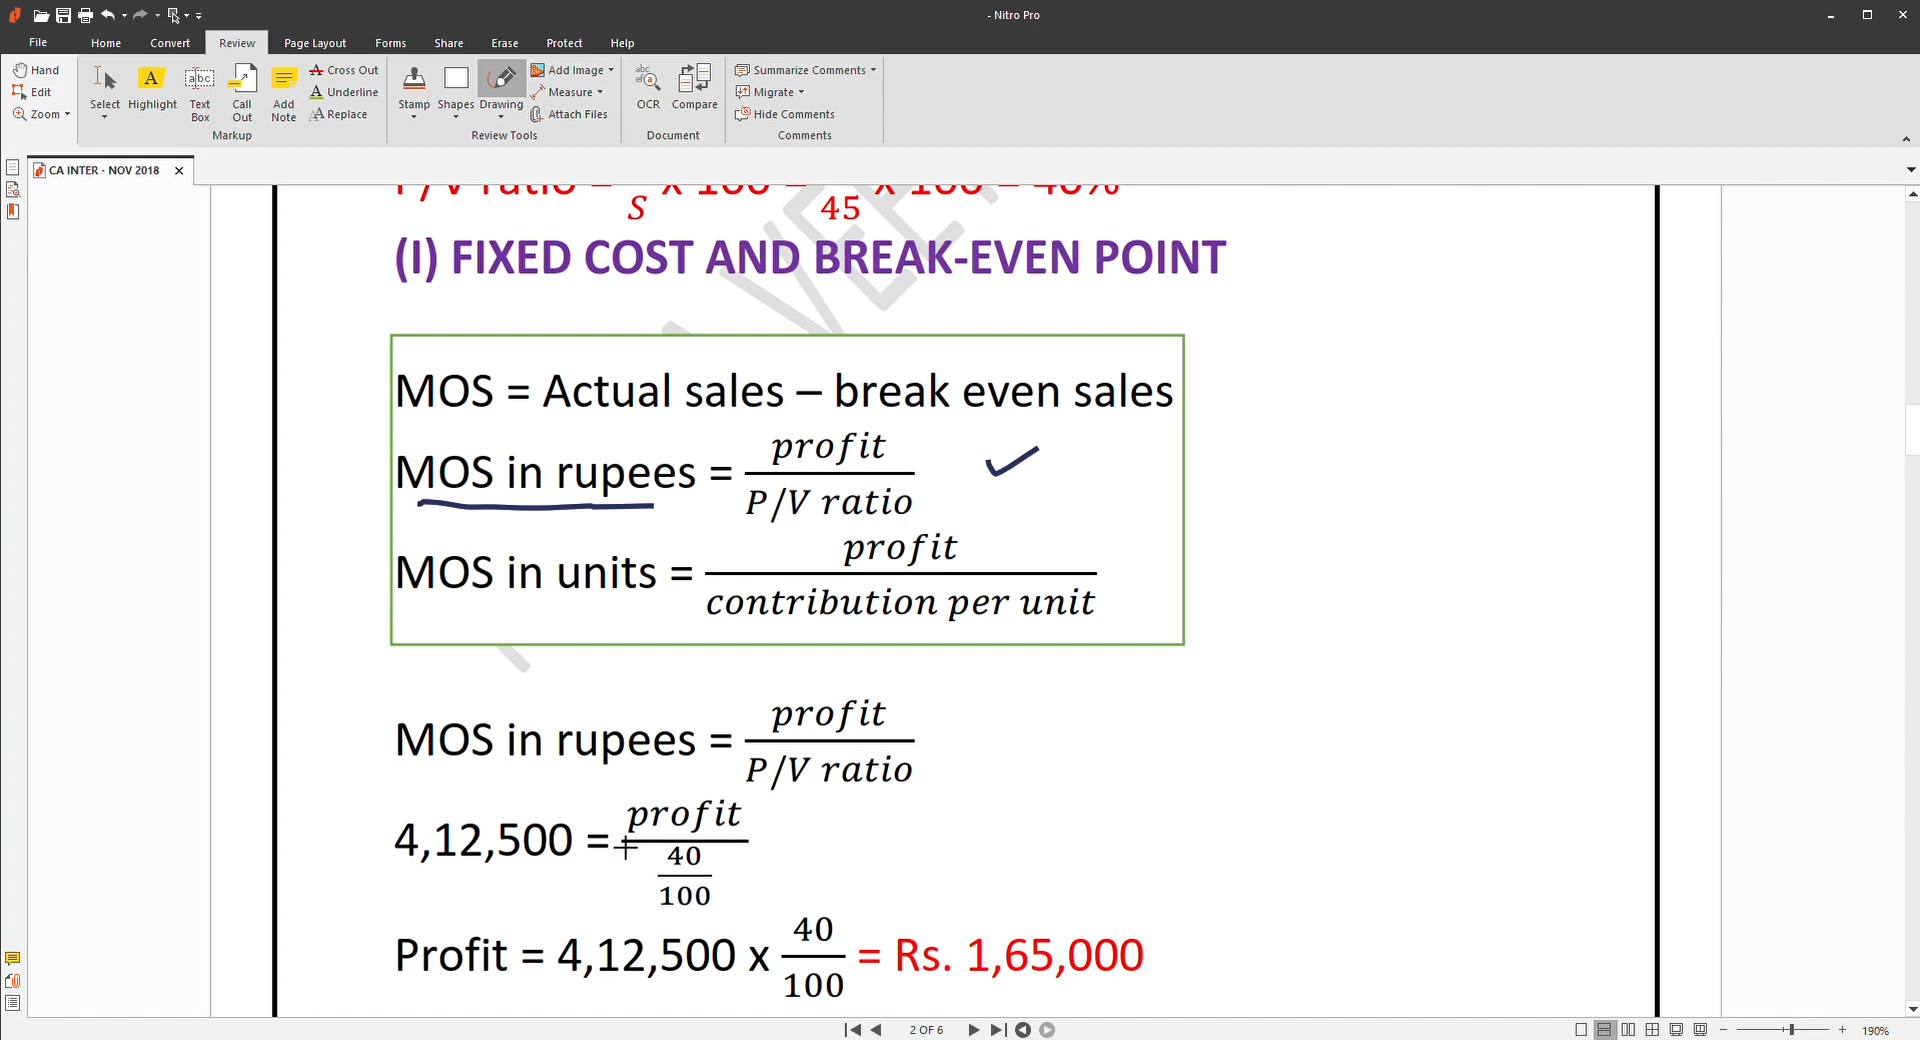 - Nitro Pro
File Home Convert Review Page Layout Forms Share Erase Protect Help
Hand
Edit
Zoom
Select
Highlight
Text Box
Call Out
Add Note
Cross Out
Underline
Replace
Markup
Stamp
Shapes
Drawing
Add Image
Measure
Attach Files
Review Tools
OCR
Compare
Document
Summarize Comments
Migrate
Hide Comments
Comments
CA INTER - NOV 2018
P/V ratio = /S x 100 = /45 x 100 = 40%
(I) FIXED COST AND BREAK-EVEN POINT
MOS = Actual sales – break even sales
MOS in rupees = profit / P/V ratio
MOS in units = profit / contribution per unit
MOS in rupees = profit / P/V ratio
4,12,500 = profit / 40/100
Profit = 4,12,500 x 40/100 = Rs. 1,65,000
2 OF 6
190%